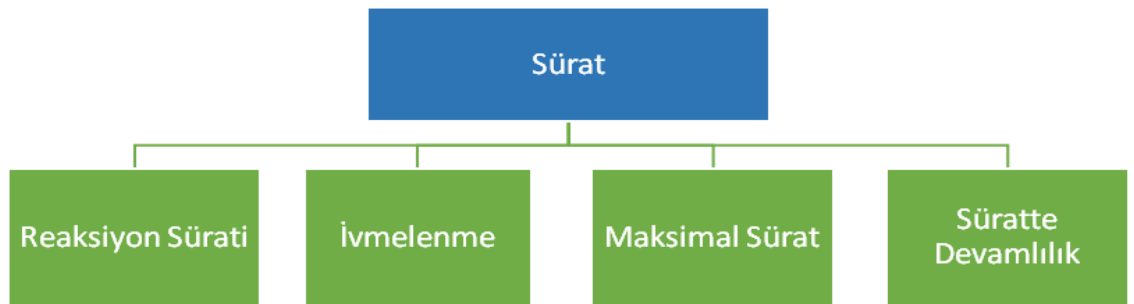 Sürat
Reaksiyon Sürati
İvmelenme
Maksimal Sürat
Süratte
Devamlılık